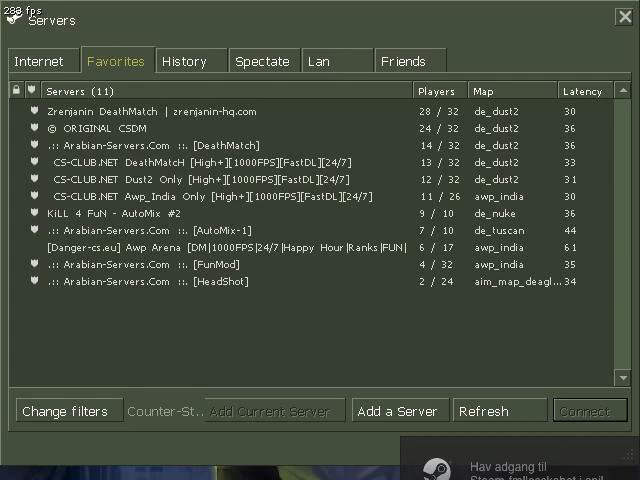 288 fps
Servers
Internet Favorites History Spectate Lan Friends
Servers (11) Players Map Latency
Zrenjanin DeathMatch | zrenjanin-hq.com 28 / 32 de_dust2 30
© ORIGINAL CSDM 24 / 32 de_dust2 36
.:: Arabian-Servers.Com ::. [DeathMatch] 14 / 32 de_dust2 36
CS-CLUB.NET DeathMatcH [High+][1000FPS][FastDL][24/7] 13 / 32 de_dust2 33
CS-CLUB.NET Dust2 Only [High+][1000FPS][FastDL][24/7] 12 / 32 de_dust2 31
CS-CLUB.NET Awp_India Only [High+][1000FPS][FastDL][24/7] 11 / 26 awp_india 30
KiLL 4 FuN - AutoMix #2 9 / 10 de_nuke 36
.:: Arabian-Servers.Com ::. [AutoMix-1] 7 / 10 de_tuscan 44
[Danger-cs.eu] Awp Arena [DM|1000FPS|24/7|Happy Hour|Ranks|FUN| 6 / 17 awp_india 61
.:: Arabian-Servers.Com ::. [FunMod] 4 / 32 awp_india 35
.:: Arabian-Servers.Com ::. [HeadShot] 2 / 24 aim_map_deagl... 34
Change filters Counter-St.. Add Current Server Add a Server Refresh Connect
Hav adgang til
Steam fællesskabet i spil